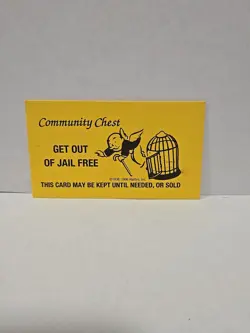 Community Chest
GET OUT
OF JAIL FREE
THIS CARD MAY BE KEPT UNTIL NEEDED, OR SOLD